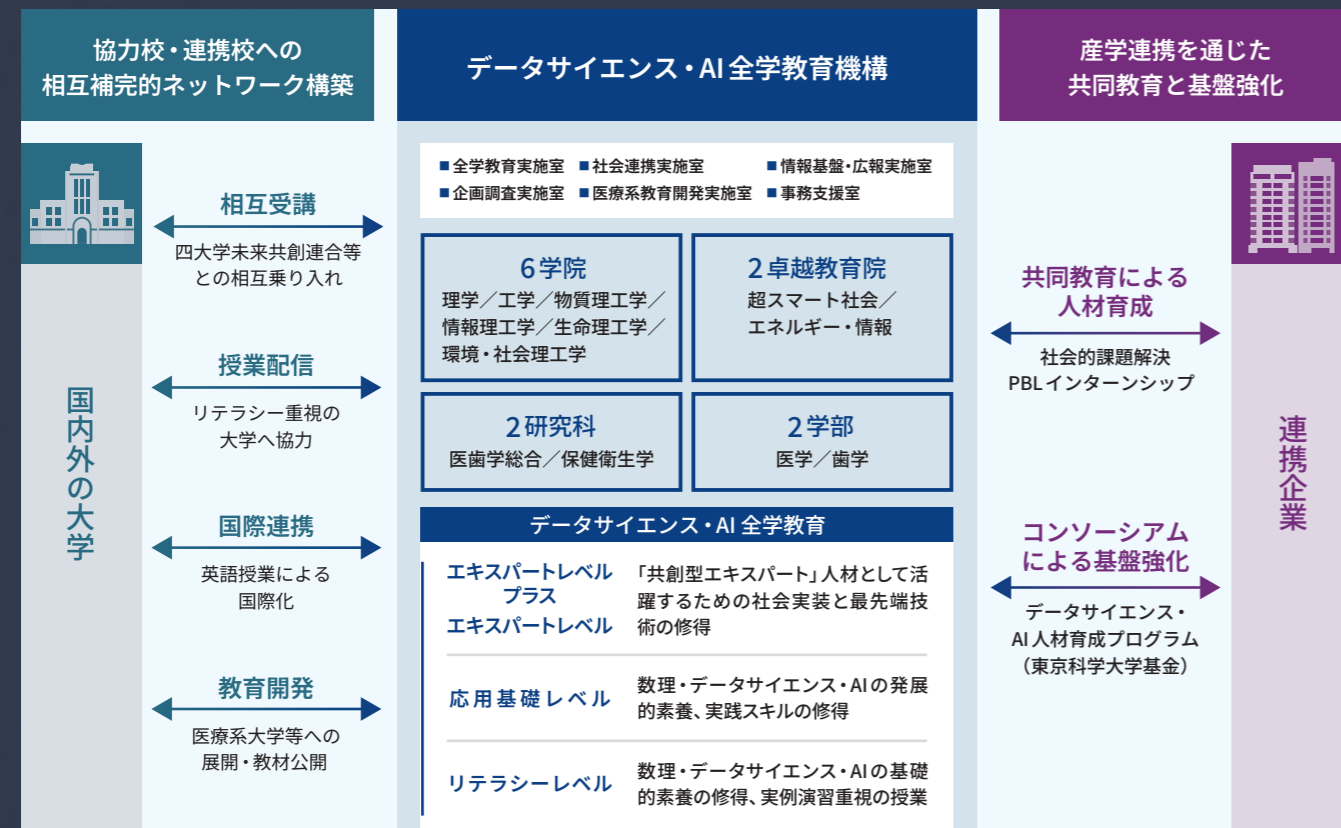 協力校・連携校への
相互補完的ネットワーク構築
国内外の大学
相互受講
四大学未来共創連合等
との相互乗り入れ
授業配信
リテラシー重視の
大学へ協力
国際連携
英語授業による
国際化
教育開発
医療系大学等への
展開・教材公開
データサイエンス・AI 全学教育機構
■全学教育実施室 ■社会連携実施室 ■情報基盤・広報実施室
■企画調査実施室 ■医療系教育開発実施室 ■事務支援室
6学院
理学／工学／物質理工学／
情報理工学／生命理工学／
環境・社会理工学
2卓越教育院
超スマート社会／
エネルギー・情報
2研究科
医歯学総合／保健衛生学
2学部
医学／歯学
データサイエンス・AI 全学教育
エキスパートレベル
プラス
エキスパートレベル
「共創型エキスパート」人材として活
躍するための社会実装と最先端技
術の修得
応用基礎レベル
数理・データサイエンス・AIの発展
的素養、実践スキルの修得
リテラシーレベル
数理・データサイエンス・AIの基礎
的素養の修得、実例演習重視の授業
産学連携を通じた
共同教育と基盤強化
共同教育による
人材育成
社会的課題解決
PBLインターンシップ
コンソーシアム
による基盤強化
データサイエンス・
AI人材育成プログラム
（東京科学大学基金）
連携企業